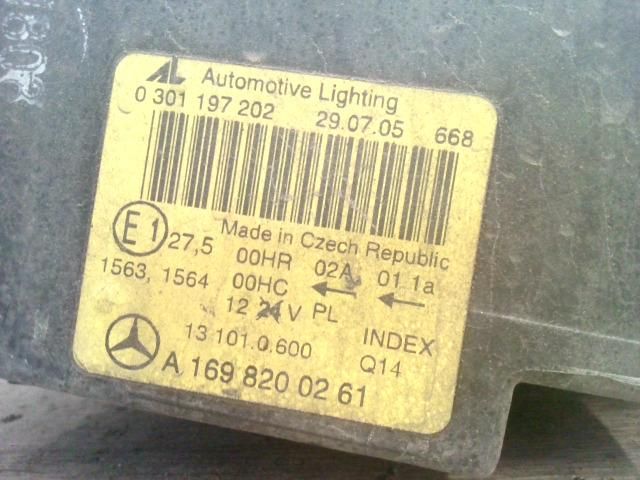 AL Automotive Lighting
0 301 197 202 29.07.05 668
Made in Czech Republic
E1 27,5 00HR 02A 01 1a
1563, 1564 00HC ← ←
12 24 V PL
13 101.0.600 INDEX
A 169 820 02 61 Q14